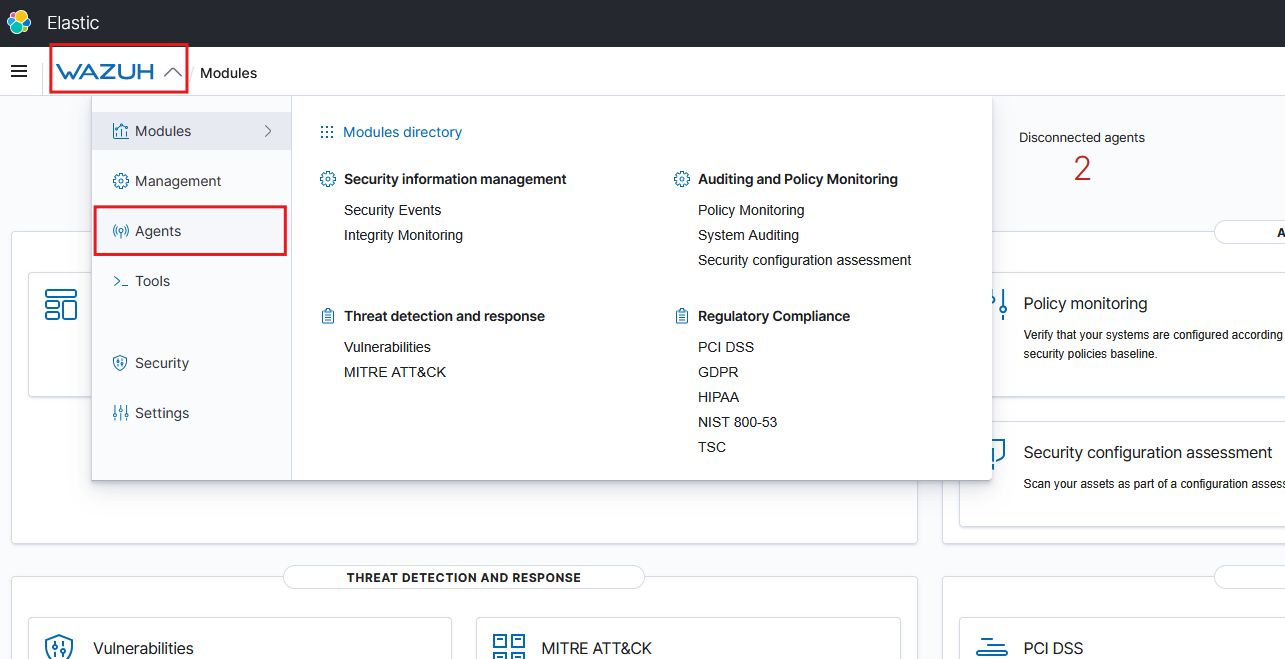 Elastic
WAZUH
Modules
Modules
Management
Agents
Tools
Security
Settings
Modules directory
Security information management
Security Events
Integrity Monitoring
Auditing and Policy Monitoring
Policy Monitoring
System Auditing
Security configuration assessment
Threat detection and response
Vulnerabilities
MITRE ATT&CK
Regulatory Compliance
PCI DSS
GDPR
HIPAA
NIST 800-53
TSC
Disconnected agents
2
A
Policy monitoring
Verify that your systems are configured according
security policies baseline.
Security configuration assessment
Scan your assets as part of a configuration asses
THREAT DETECTION AND RESPONSE
Vulnerabilities
MITRE ATT&CK
PCI DSS